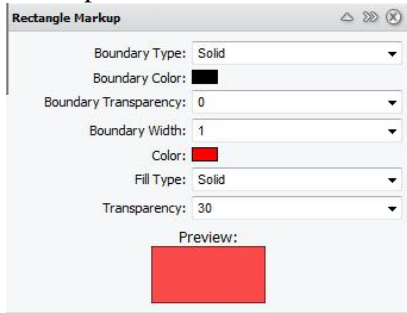 Rectangle Markup
Boundary Type: Solid
Boundary Color:
Boundary Transparency: 0
Boundary Width: 1
Color:
Fill Type: Solid
Transparency: 30
Preview: